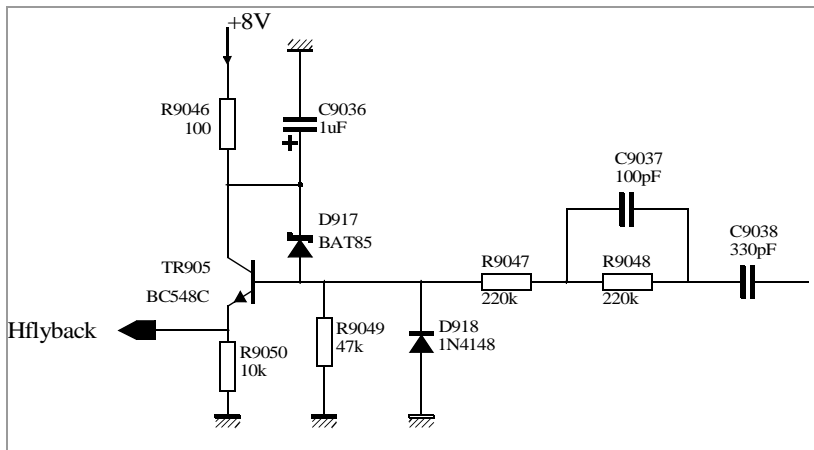 +8V
R9046
100
C9036
1uF
+
C9037
100pF
D917
BAT85
C9038
330pF
TR905
BC548C
R9047
220k
R9048
220k
Hflyback
R9050
10k
R9049
47k
D918
1N4148